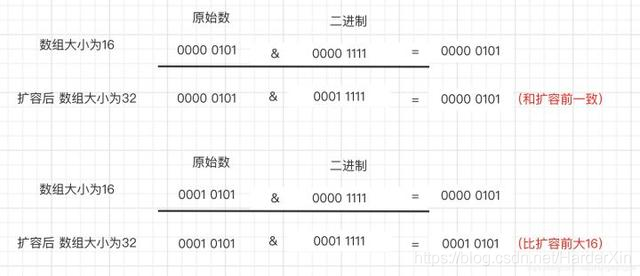 原始数 二进制
数组大小为16 0000 0101 & 0000 1111 = 0000 0101
扩容后 数组大小为32 0000 0101 & 0001 1111 = 0000 0101 (和扩容前一致)
原始数 二进制
数组大小为16 0001 0101 & 0000 1111 = 0000 0101
扩容后 数组大小为32 0001 0101 & 0001 1111 = 0001 0101 (比扩容前大16)
https://blog.csdn.net/HarderXin